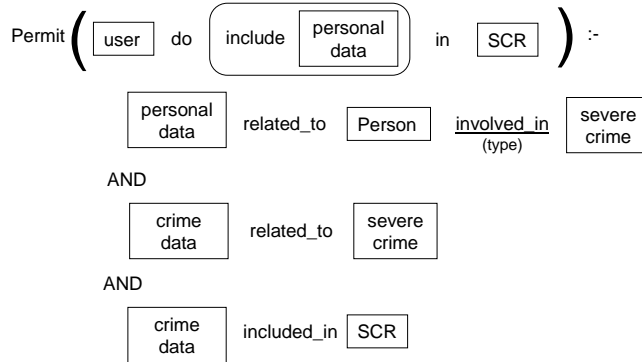 Permit ( user do include personal data in SCR ) :-
personal data related_to Person involved_in (type) severe crime
AND
crime data related_to severe crime
AND
crime data included_in SCR